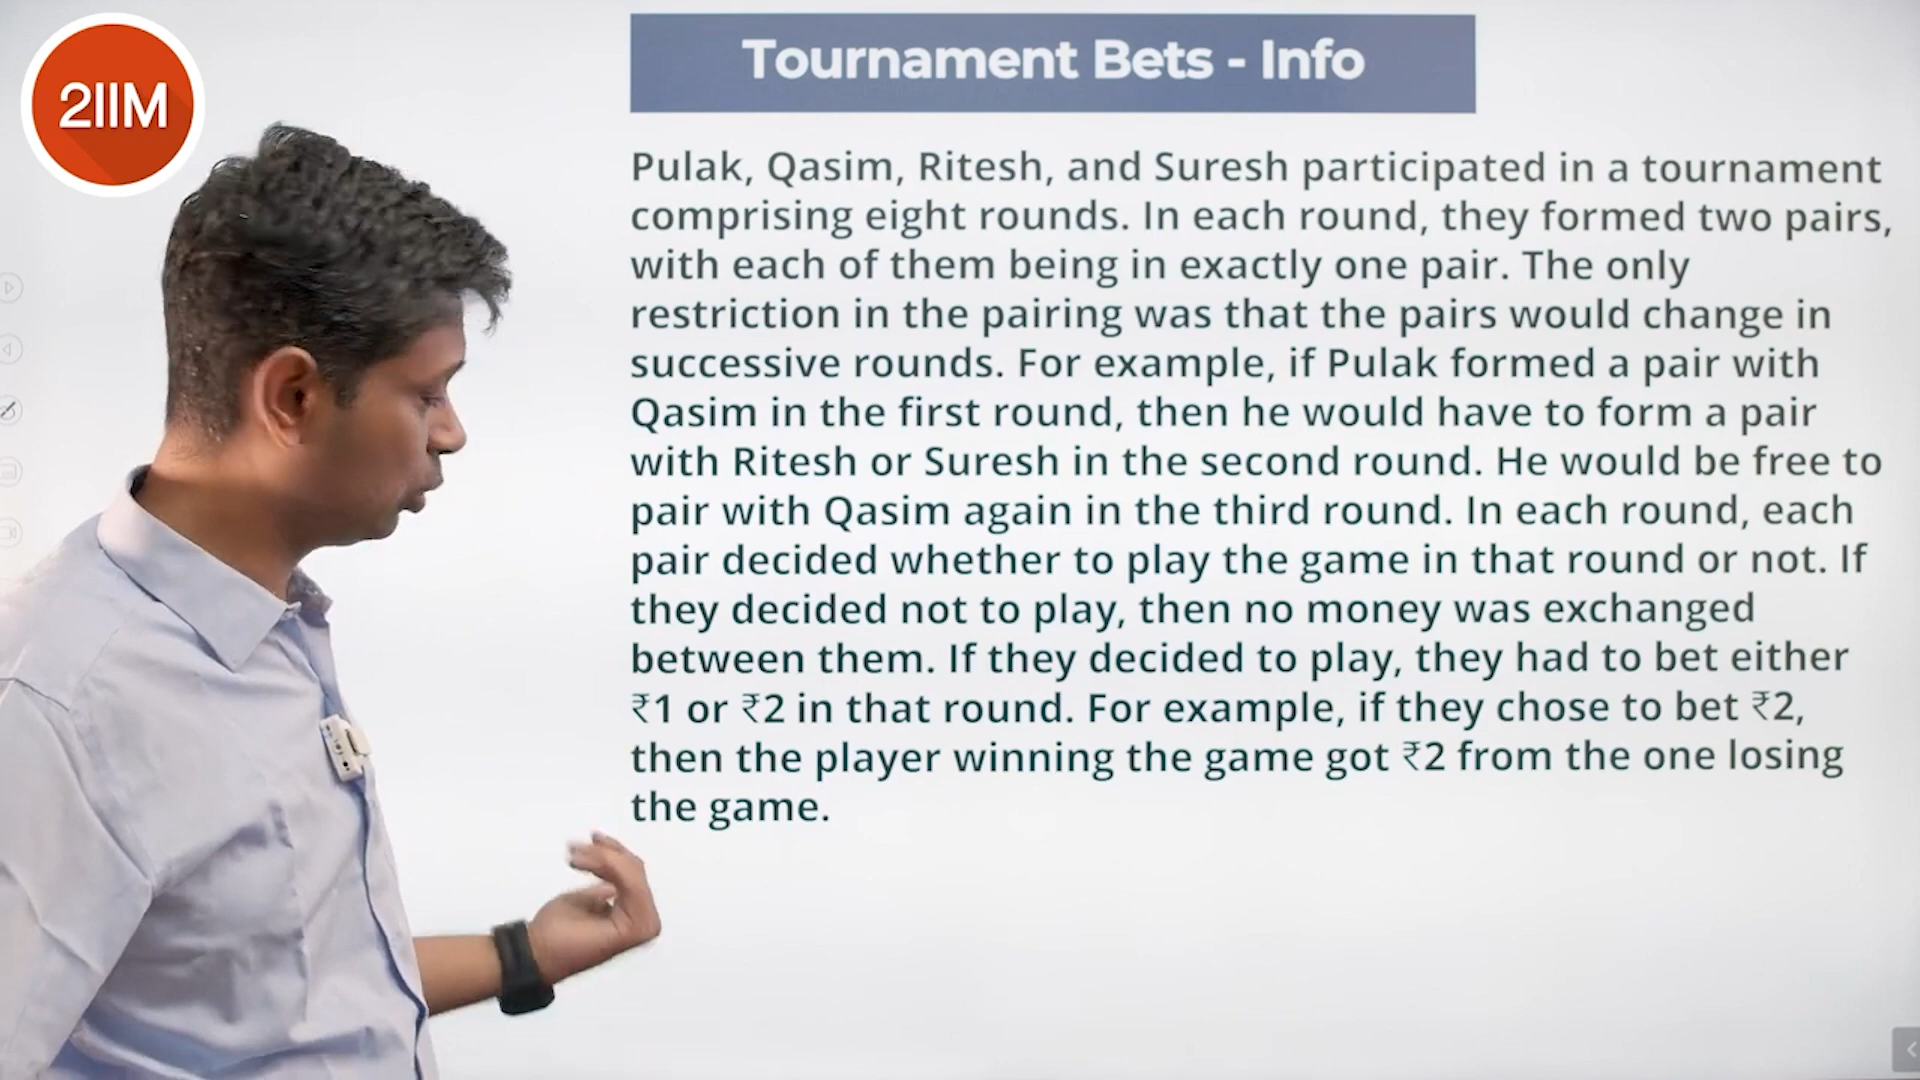 2IIM
Tournament Bets - Info
Pulak, Qasim, Ritesh, and Suresh participated in a tournament
comprising eight rounds. In each round, they formed two pairs,
with each of them being in exactly one pair. The only
restriction in the pairing was that the pairs would change in
successive rounds. For example, if Pulak formed a pair with
Qasim in the first round, then he would have to form a pair
with Ritesh or Suresh in the second round. He would be free to
pair with Qasim again in the third round. In each round, each
pair decided whether to play the game in that round or not. If
they decided not to play, then no money was exchanged
between them. If they decided to play, they had to bet either
₹1 or ₹2 in that round. For example, if they chose to bet ₹2,
then the player winning the game got ₹2 from the one losing
the game.